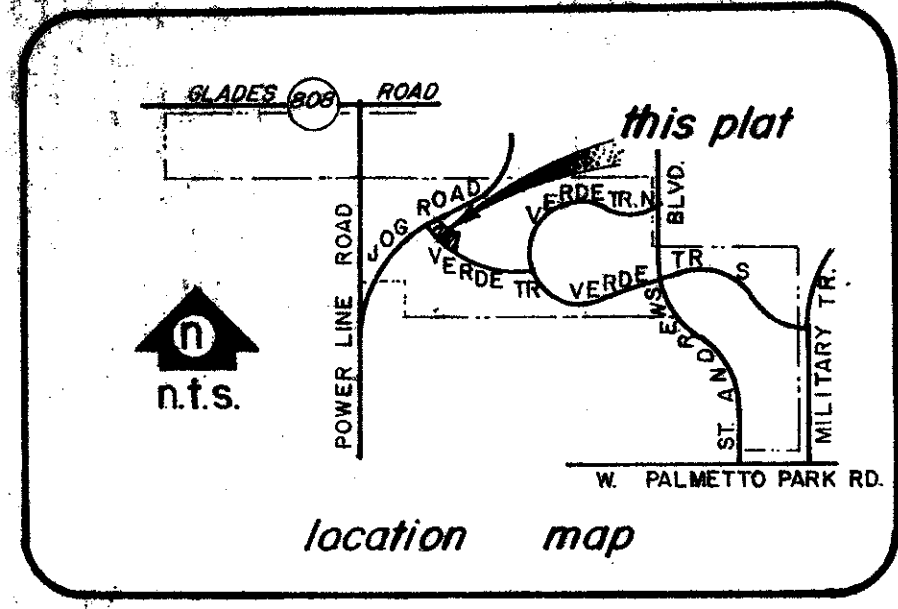 GLADES 808 ROAD
this plat
JOG ROAD
VERDE TR. N
BLVD.
VERDE TR
VERDE TR S
ST. ANDREWS
POWER LINE ROAD
MILITARY TR.
n
n.t.s.
W. PALMETTO PARK RD.
location map